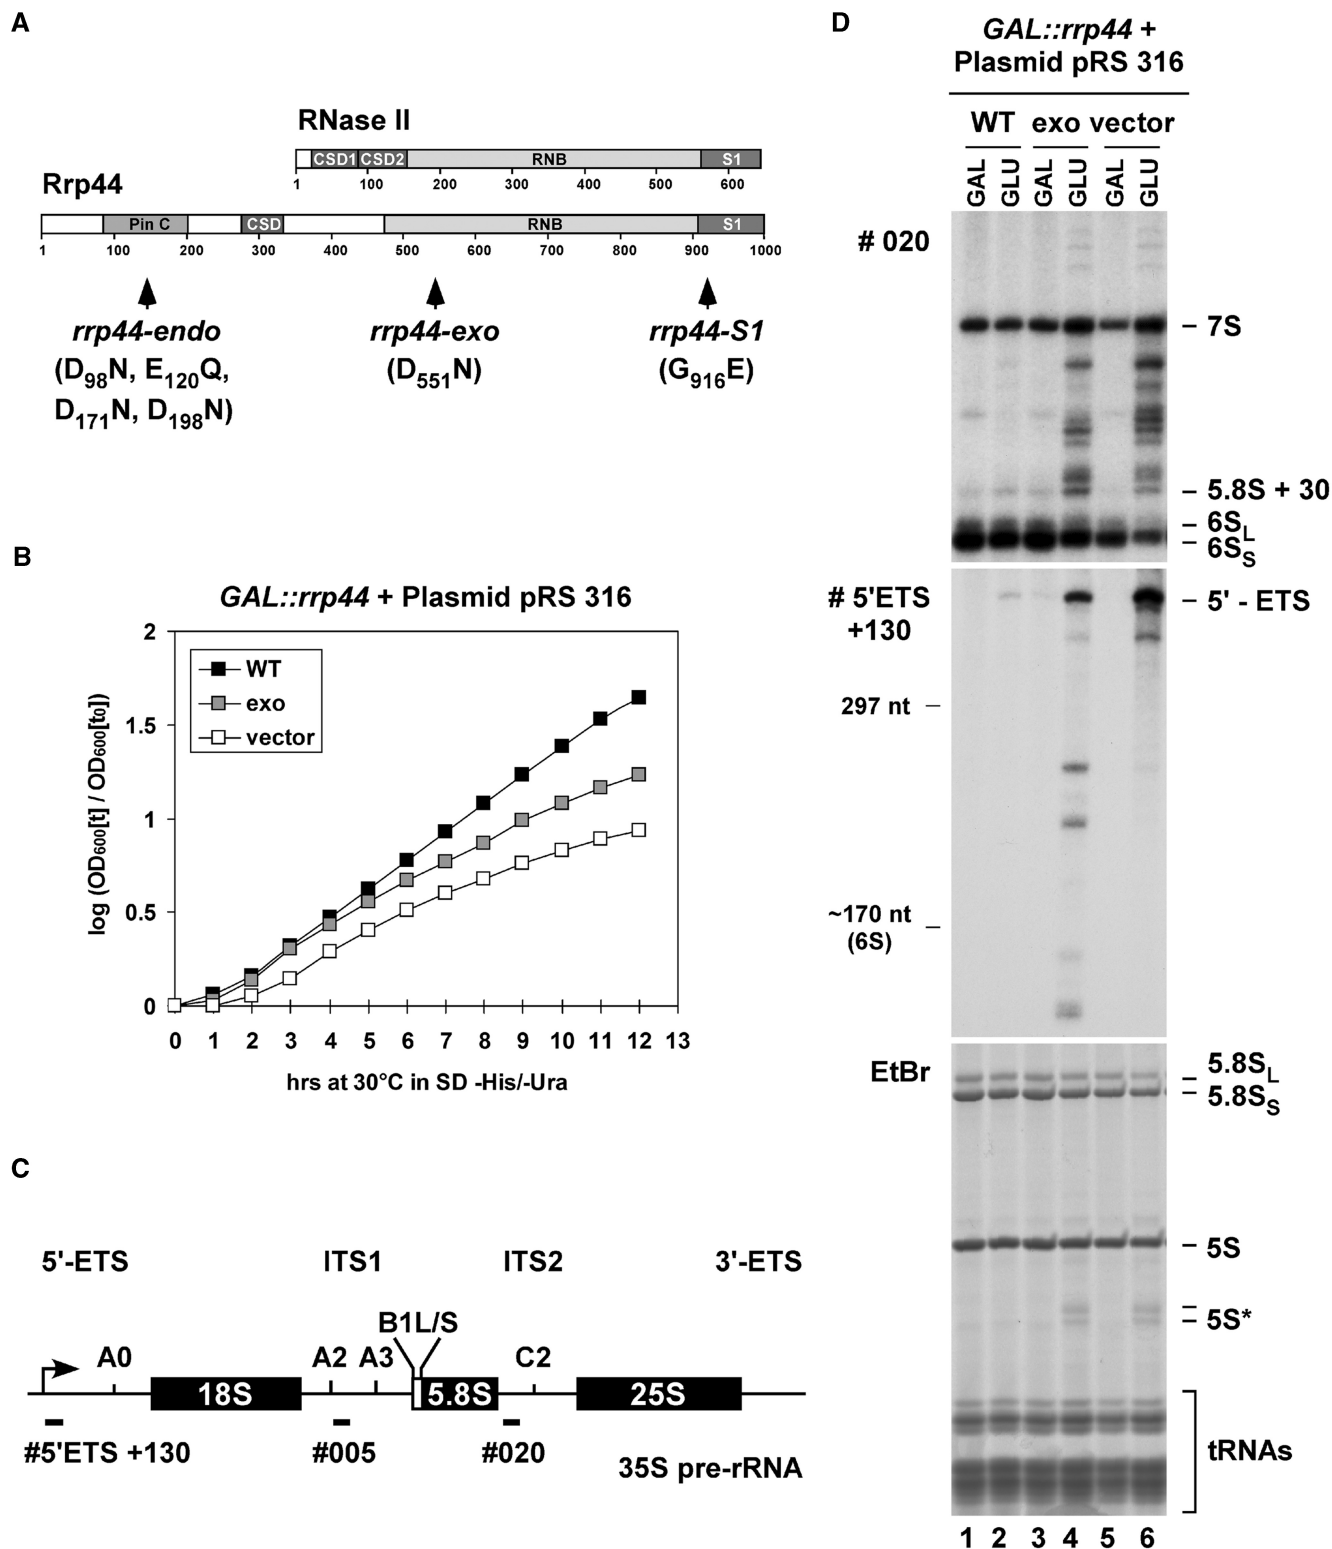 A
RNase II
CSD1 CSD2 RNB S1
1 100 200 300 400 500 600
Rrp44
Pin C CSD RNB S1
1 100 200 300 400 500 600 700 800 900 1000
rrp44-endo
(D98N, E120Q,
D171N, D198N)
rrp44-exo
(D551N)
rrp44-S1
(G916E)
B
GAL::rrp44 + Plasmid pRS 316
log (OD600[t] / OD600[t0])
2
1.5
1
0.5
0
WT
exo
vector
0 1 2 3 4 5 6 7 8 9 10 11 12 13
hrs at 30°C in SD -His/-Ura
C
5'-ETS ITS1 ITS2 3'-ETS
B1L/S
A0 A2 A3 C2
18S 5.8S 25S
#5'ETS +130 #005 #020
35S pre-rRNA
D
GAL::rrp44 +
Plasmid pRS 316
WT exo vector
GAL GLU GAL GLU GAL GLU
# 020
7S
5.8S + 30
6SL
6SS
# 5'ETS
+130
5' - ETS
297 nt
~170 nt
(6S)
EtBr
5.8SL
5.8SS
5S
5S*
tRNAs
1 2 3 4 5 6